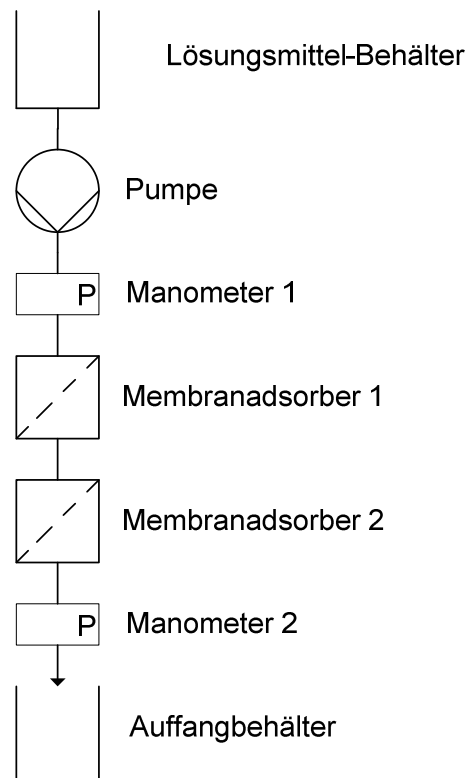 Lösungsmittel-Behälter
Pumpe
P Manometer 1
Membranadsorber 1
Membranadsorber 2
P Manometer 2
Auffangbehälter